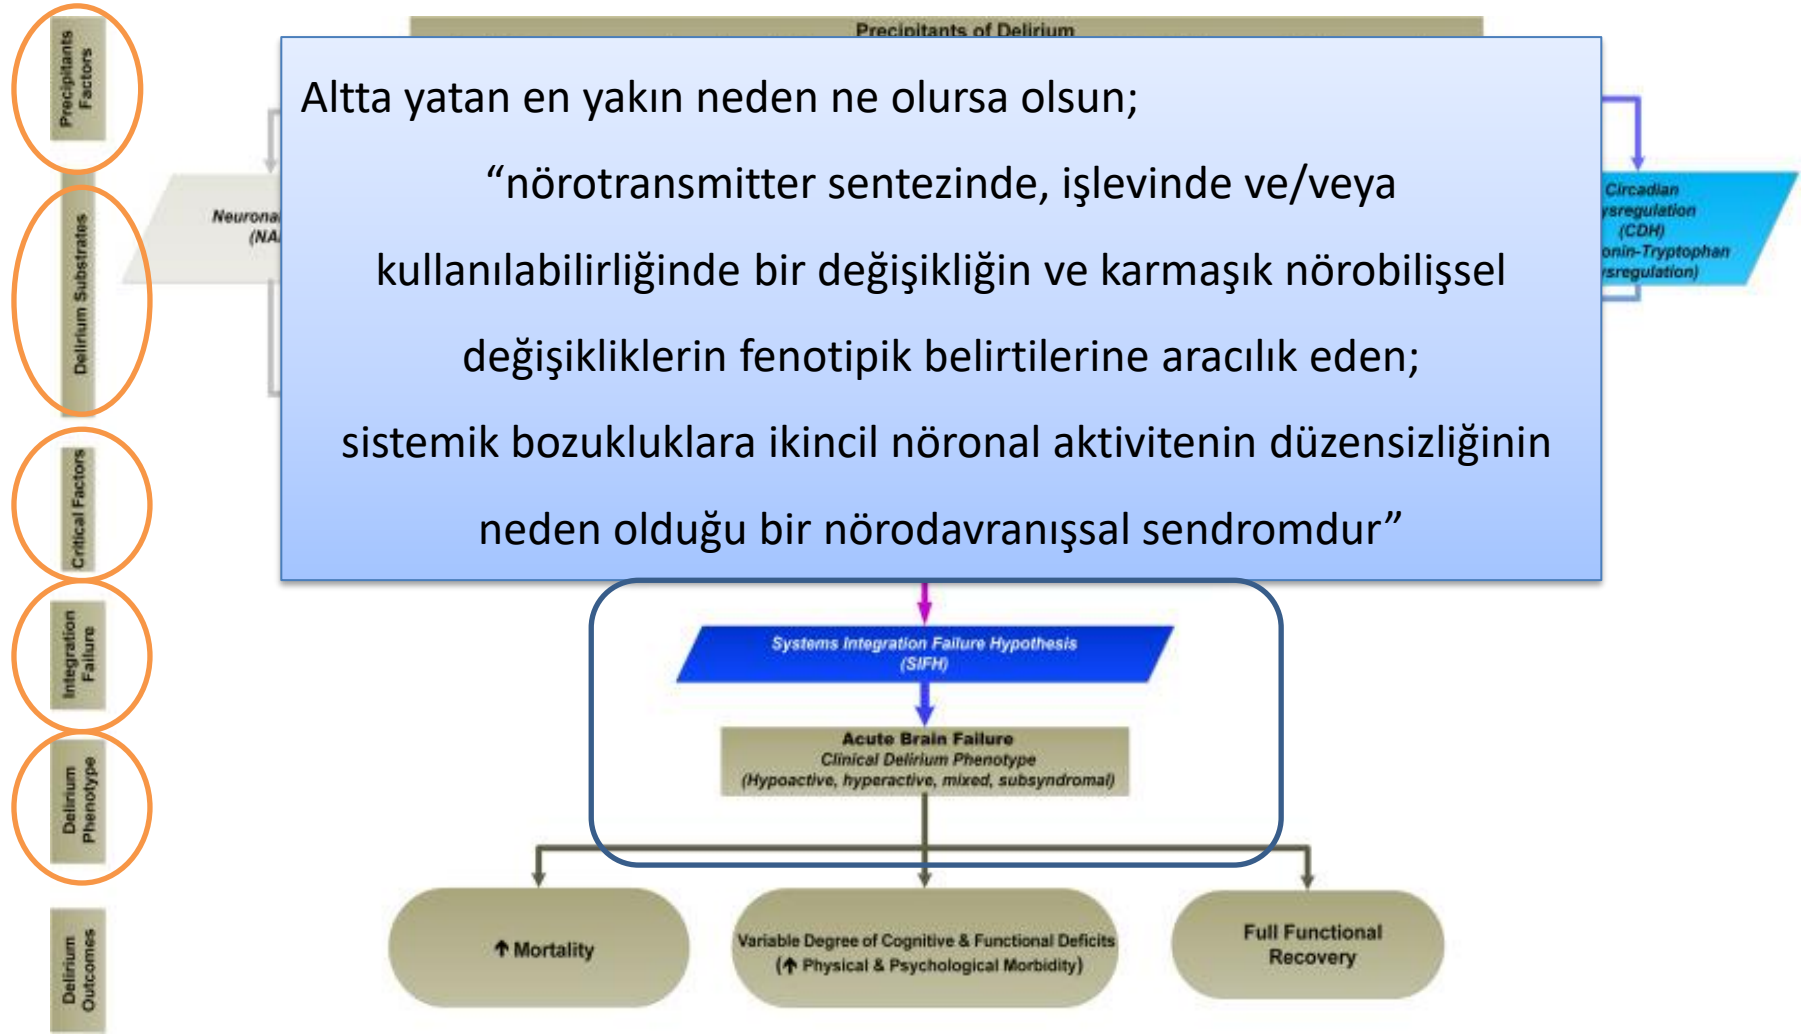 Precipitants
Factors
Precipitants of Delirium
Altta yatan en yakın neden ne olursa olsun;
“nörotransmitter sentezinde, işlevinde ve/veya
kullanılabilirliğinde bir değişikliğin ve karmaşık nörobilişsel
değişikliklerin fenotipik belirtilerine aracılık eden;
sistemik bozukluklara ikincil nöronal aktivitenin düzensizliğinin
neden olduğu bir nörodavranışsal sendromdur”
Delirium Substrates
Circadian
(CDH)
Critical Factors
Integration
Failure
Systems Integration Failure Hypothesis
(SIFH)
Delirium
Phenotype
Acute Brain Failure
Clinical Delirium Phenotype
(Hypoactive, hyperactive, mixed, subsyndromal)
Delirium
Outcomes
↑ Mortality
Variable Degree of Cognitive & Functional Deficits
(↑ Physical & Psychological Morbidity)
Full Functional
Recovery